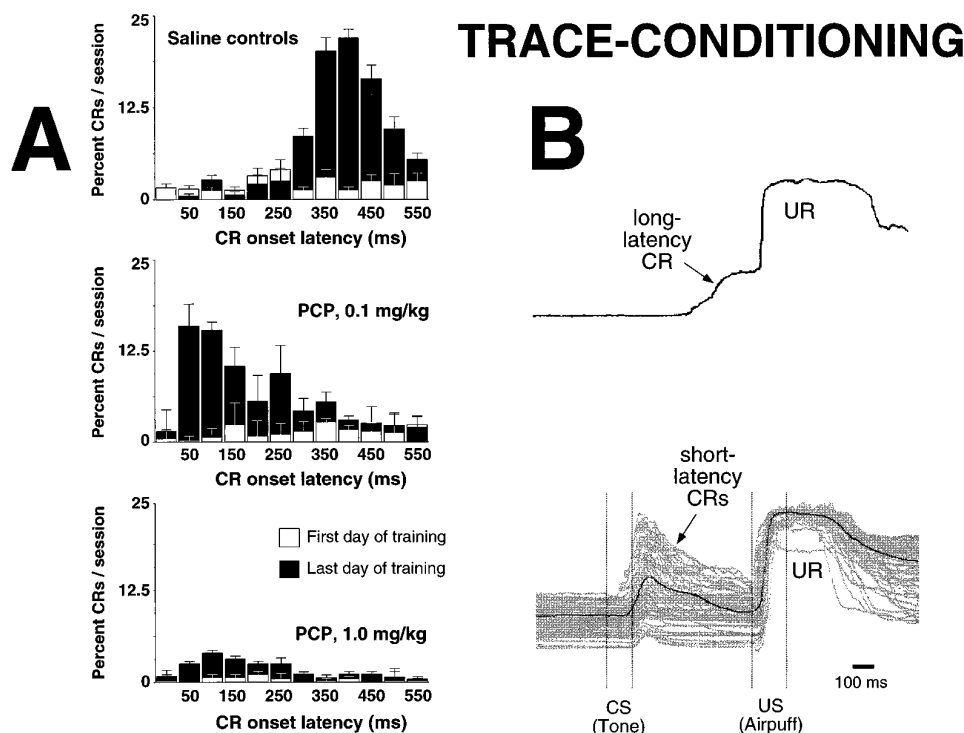 TRACE-CONDITIONING
A
Saline controls
Percent CRs / session
25
12.5
0
50 150 250 350 450 550
CR onset latency (ms)
PCP, 0.1 mg/kg
Percent CRs / session
25
12.5
0
50 150 250 350 450 550
CR onset latency (ms)
First day of training
Last day of training
PCP, 1.0 mg/kg
Percent CRs / session
25
12.5
0
50 150 250 350 450 550
CR onset latency (ms)
B
long-
latency
CR
UR
short-
latency
CRs
UR
100 ms
CS
(Tone)
US
(Airpuff)